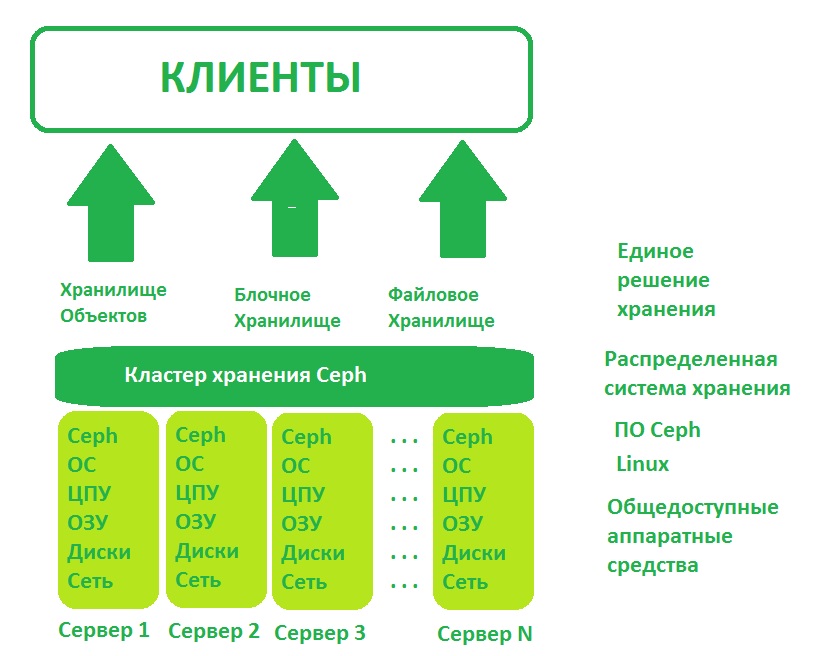 КЛИЕНТЫ
Хранилище
Объектов
Блочное
Хранилище
Файловое
Хранилище
Единое
решение
хранения
Кластер хранения Ceph
Распределенная
система хранения
Ceph Ceph Ceph ... Ceph
ПО Ceph
ОС ОС ОС ... ОС
Linux
ЦПУ ЦПУ ЦПУ ... ЦПУ
ОЗУ ОЗУ ОЗУ ... ОЗУ
Диски Диски Диски ... Диски
Сеть Сеть Сеть ... Сеть
Общедоступные
аппаратные
средства
Сервер 1 Сервер 2 Сервер 3 Сервер N